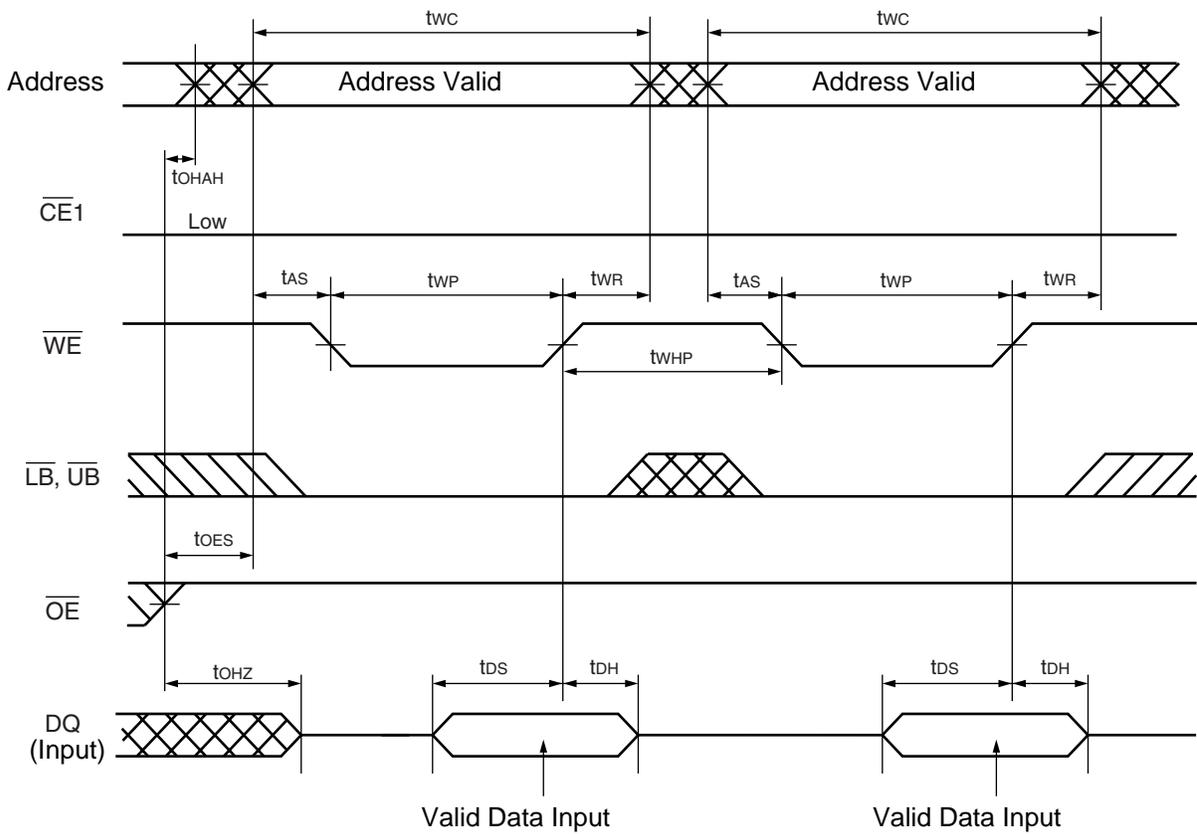 tWC tWC
Address Address Valid Address Valid
tOHAH
CE1 Low
tAS tWP tWR tAS tWP tWR
WE
tWHP
LB, UB
tOES
OE
tOHZ tDS tDH tDS tDH
DQ
(Input)
Valid Data Input Valid Data Input